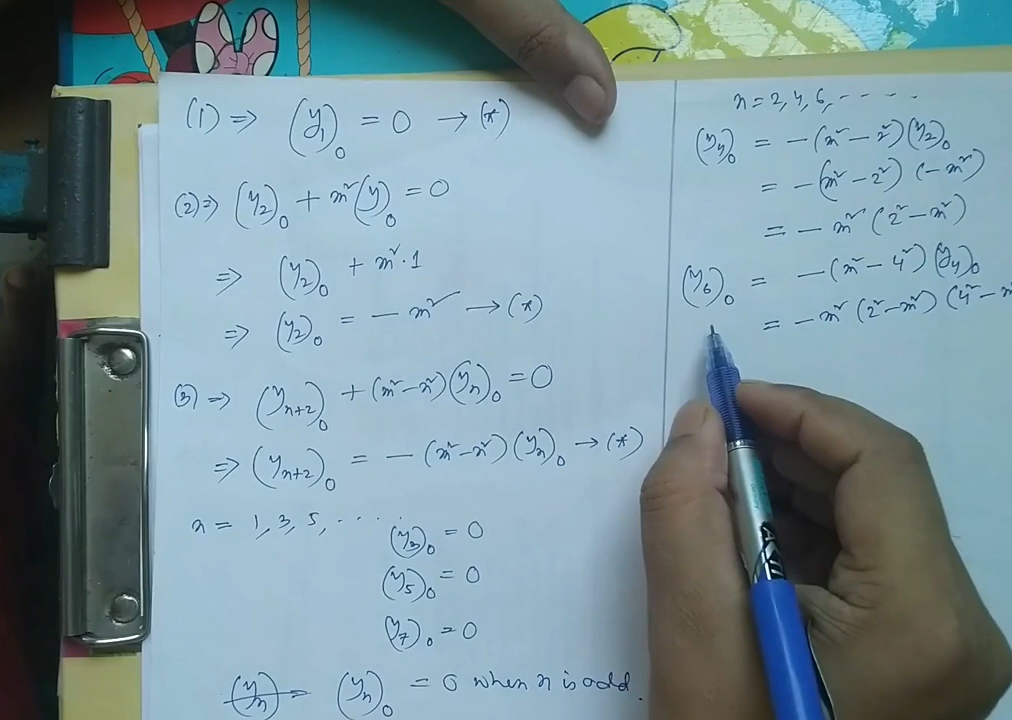 (1) ⇒ (y₁)₀ = 0 → (*)
(2) ⇒ (y₂)₀ + m²(y)₀ = 0
⇒ (y₂)₀ + m²·1
⇒ (y₂)₀ = − m² → (*)
(3) ⇒ (yₙ₊₂)₀ + (m²−n²)(yₙ)₀ = 0
⇒ (yₙ₊₂)₀ = − (m²−n²)(yₙ)₀ → (*)
n = 1, 3, 5, ·····
(y₃)₀ = 0
(y₅)₀ = 0
(y₇)₀ = 0
(yₙ)₀ = 0 when n is odd.
n = 2, 4, 6, ·····
(y₄)₀ = −(m² − 2²)(y₂)₀
= −(m² − 2²) (−m²)
= − m² (2² − m²)
(y₆)₀ = −(m² − 4²)(y₄)₀
= − m² (2² − m²) (4² − m